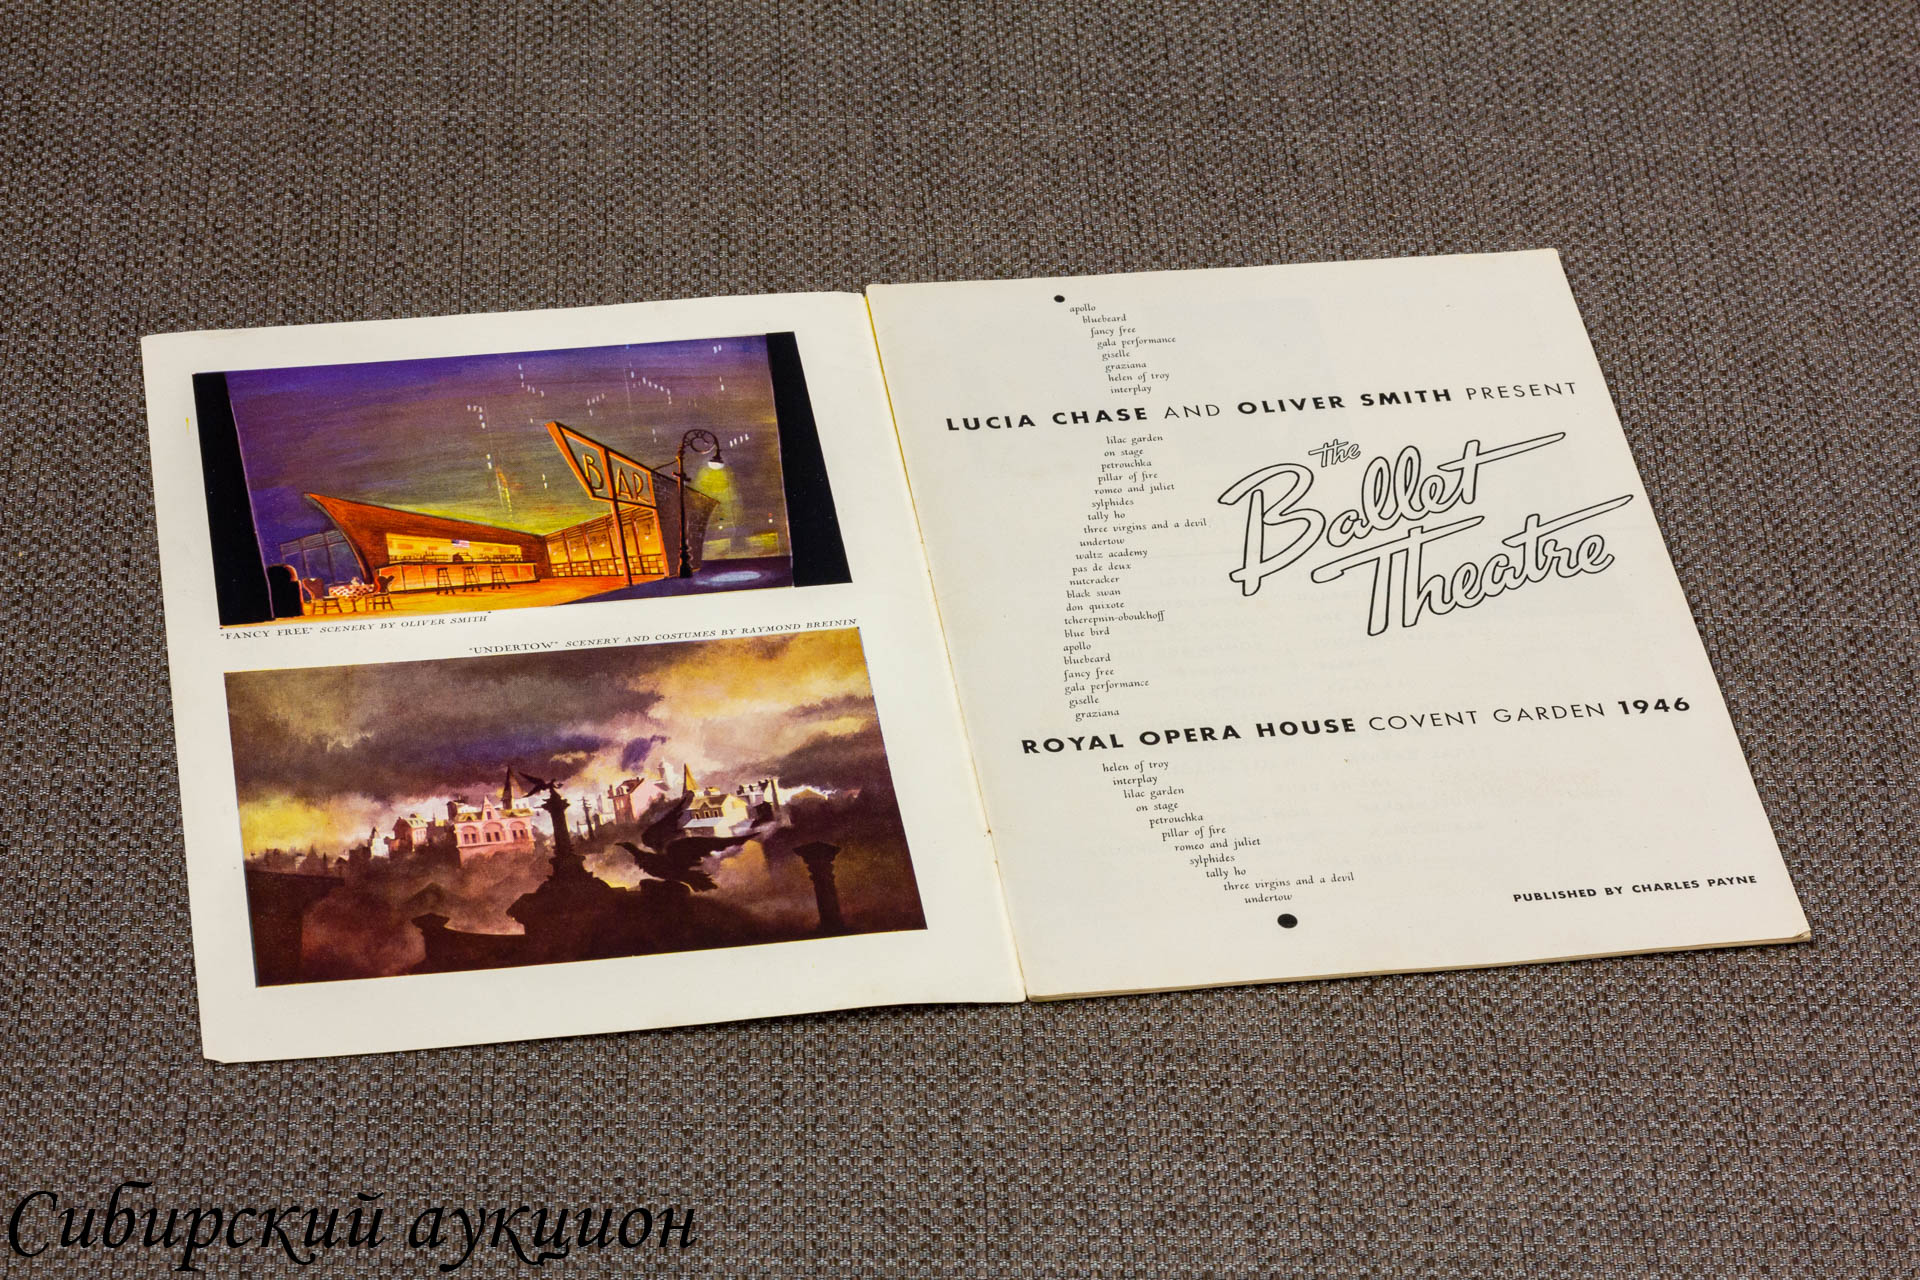 BAR
"FANCY FREE" SCENERY BY OLIVER SMITH
"UNDERTOW" SCENERY AND COSTUMES BY RAYMOND BREININ
apollo
bluebeard
fancy free
gala performance
giselle
graziana
helen of troy
interplay
LUCIA CHASE AND OLIVER SMITH PRESENT
lilac garden
on stage
petrouchka
pillar of fire
romeo and juliet
sylphides
tally ho
three virgins and a devil
undertow
waltz academy
pas de deux
nutcracker
black swan
don quixote
tcherepnin-oboukhoff
blue bird
apollo
bluebeard
fancy free
gala performance
giselle
graziana
the
Ballet
Theatre
ROYAL OPERA HOUSE COVENT GARDEN 1946
helen of troy
interplay
lilac garden
on stage
petrouchka
pillar of fire
romeo and juliet
sylphides
tally ho
three virgins and a devil
undertow
PUBLISHED BY CHARLES PAYNE
Сибирский аукцион